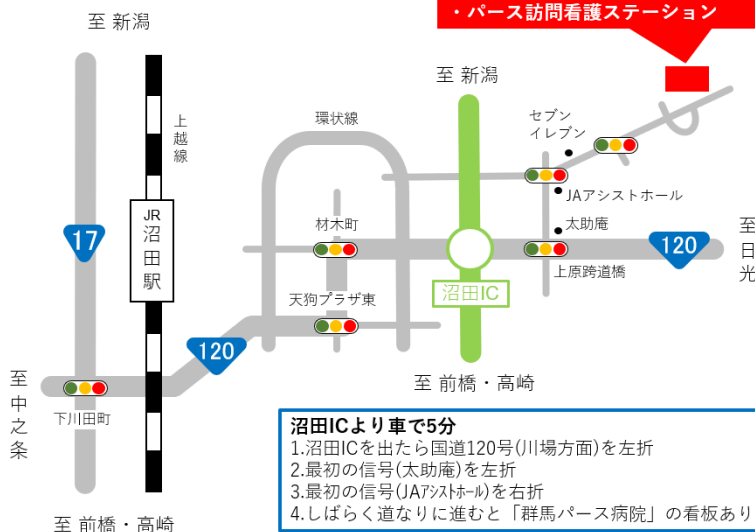 ・パース訪問看護ステーション
至 新潟
至 新潟
上越線
環状線
セブン
イレブン
JAアシストホール
JR
沼田駅
17
材木町
太助庵
至日光
120
上原跨道橋
沼田IC
天狗プラザ東
120
至中之条
下川田町
至 前橋・高崎
沼田ICより車で5分
1.沼田ICを出たら国道120号(川場方面)を左折
2.最初の信号(太助庵)を左折
3.最初の信号(JAアシストホール)を右折
4.しばらく道なりに進むと「群馬パース病院」の看板あり
至 前橋・高崎